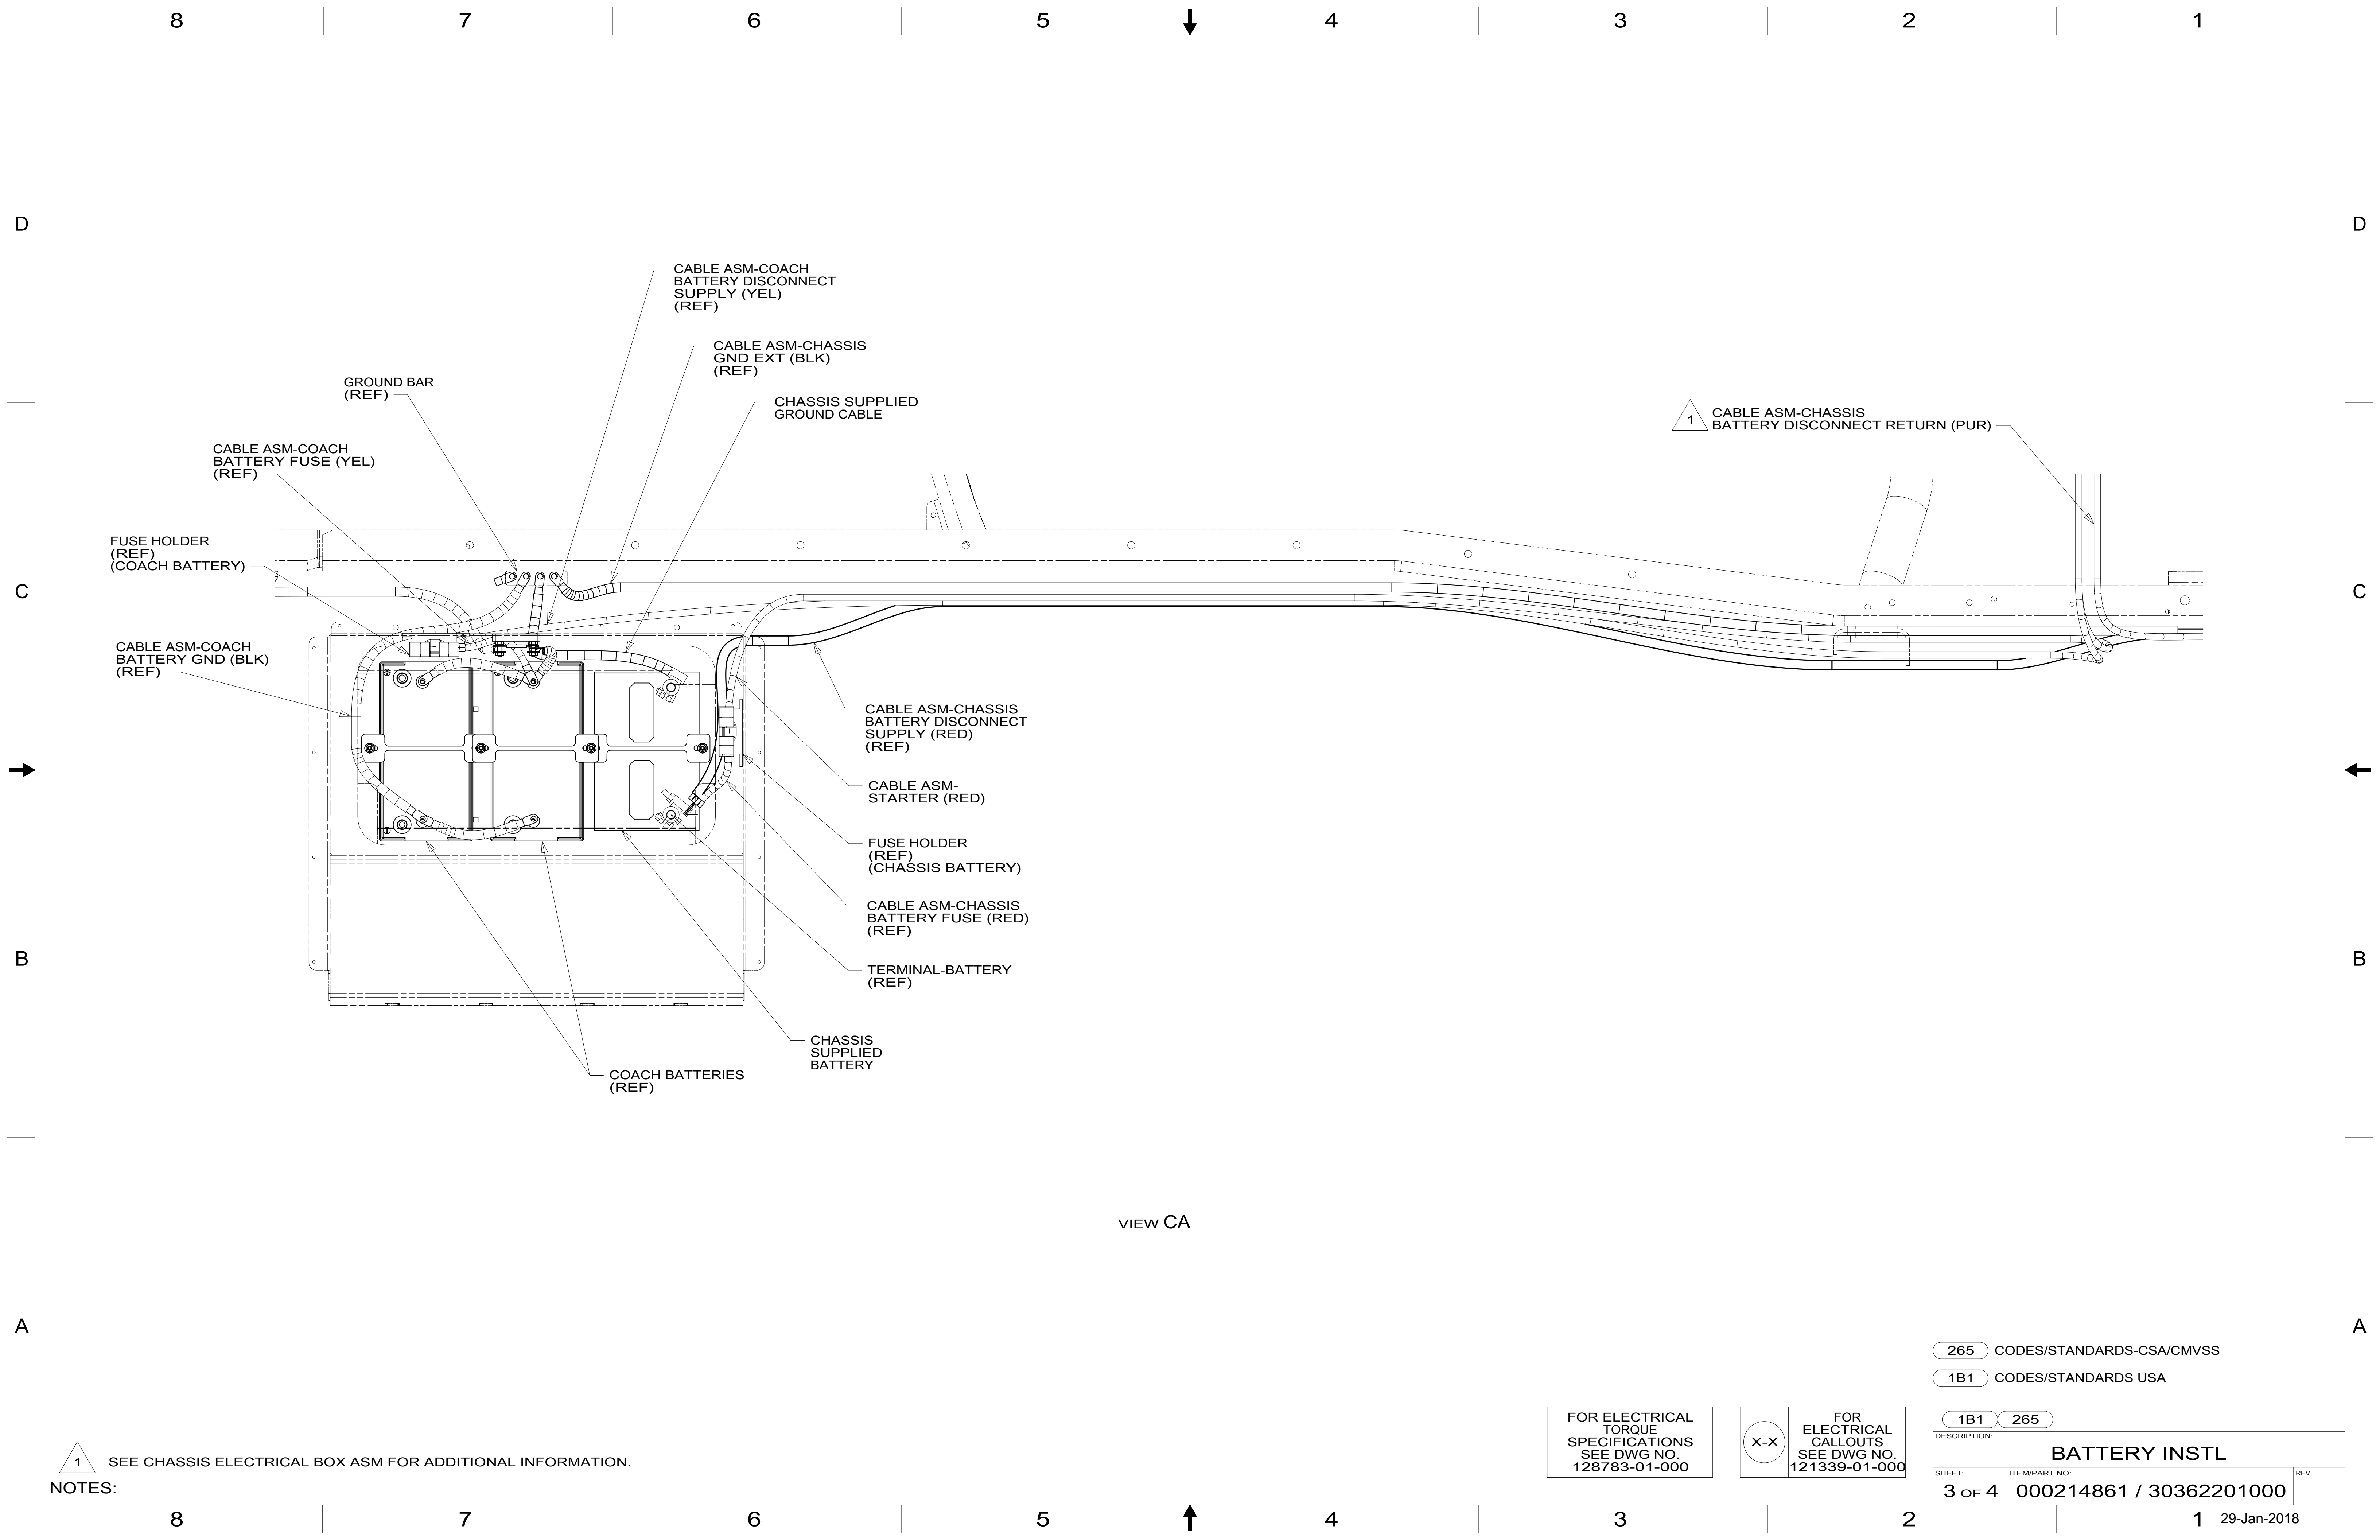 8 7 6 5 4 3 2 1
D
D
CABLE ASM-COACH
BATTERY DISCONNECT
SUPPLY (YEL)
(REF)
CABLE ASM-CHASSIS
GND EXT (BLK)
(REF)
GROUND BAR
(REF)
CHASSIS SUPPLIED
GROUND CABLE
1
CABLE ASM-CHASSIS
BATTERY DISCONNECT RETURN (PUR)
CABLE ASM-COACH
BATTERY FUSE (YEL)
(REF)
FUSE HOLDER
(REF)
(COACH BATTERY)
C
C
CABLE ASM-COACH
BATTERY GND (BLK)
(REF)
CABLE ASM-CHASSIS
BATTERY DISCONNECT
SUPPLY (RED)
(REF)
CABLE ASM-
STARTER (RED)
FUSE HOLDER
(REF)
(CHASSIS BATTERY)
CABLE ASM-CHASSIS
BATTERY FUSE (RED)
(REF)
B
B
TERMINAL-BATTERY
(REF)
CHASSIS
SUPPLIED
BATTERY
COACH BATTERIES
(REF)
VIEW CA
A
A
265 CODES/STANDARDS-CSA/CMVSS
1B1 CODES/STANDARDS USA
1B1 265
FOR ELECTRICAL
TORQUE
SPECIFICATIONS
SEE DWG NO.
128783-01-000
X-X
FOR
ELECTRICAL
CALLOUTS
SEE DWG NO.
121339-01-000
DESCRIPTION:
BATTERY INSTL
SHEET:
3 OF 4
ITEM/PART NO:
000214861 / 30362201000
REV
1 SEE CHASSIS ELECTRICAL BOX ASM FOR ADDITIONAL INFORMATION.
NOTES:
8 7 6 5 4 3 2 1
29-Jan-2018